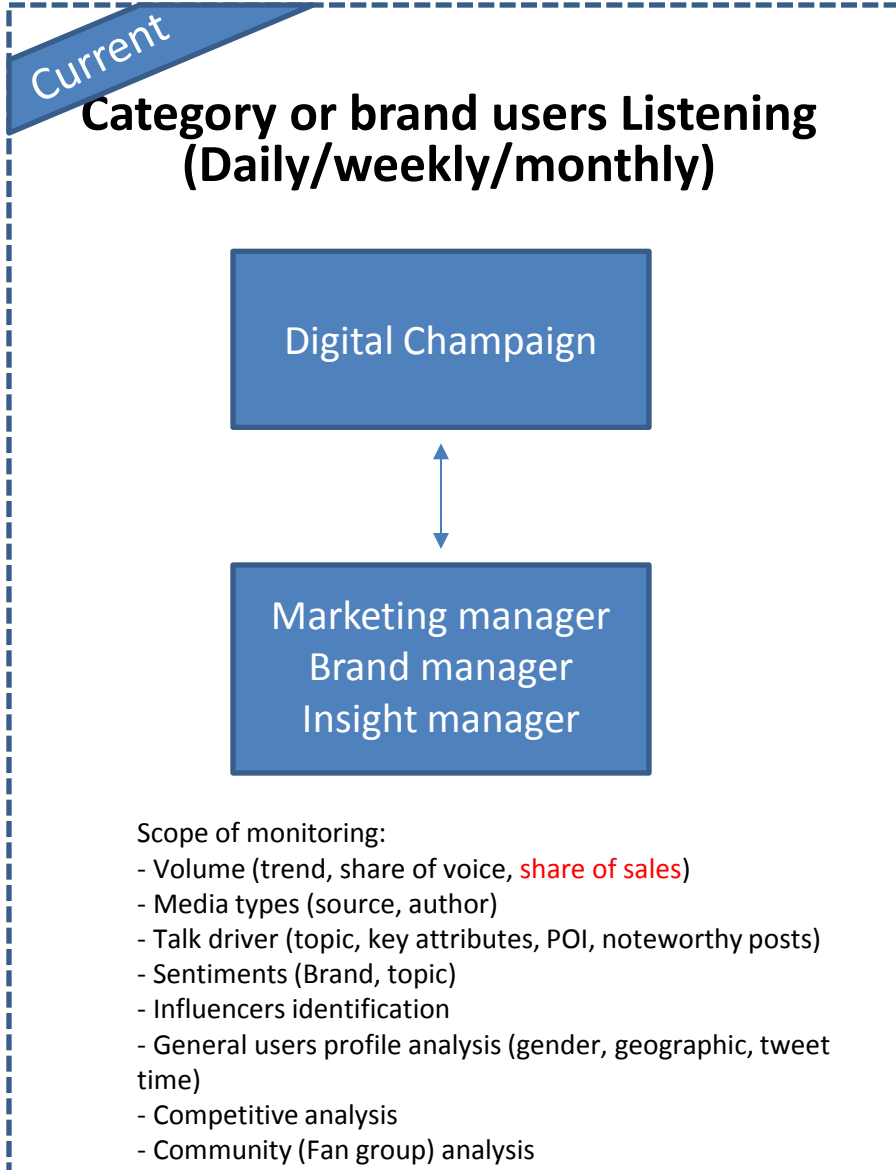 Current
Category or brand users Listening
(Daily/weekly/monthly)
Digital Champaign
Marketing manager
Brand manager
Insight manager
Scope of monitoring:
- Volume (trend, share of voice, share of sales)
- Media types (source, author)
- Talk driver (topic, key attributes, POI, noteworthy posts)
- Sentiments (Brand, topic)
- Influencers identification
- General users profile analysis (gender, geographic, tweet
time)
- Competitive analysis
- Community (Fan group) analysis